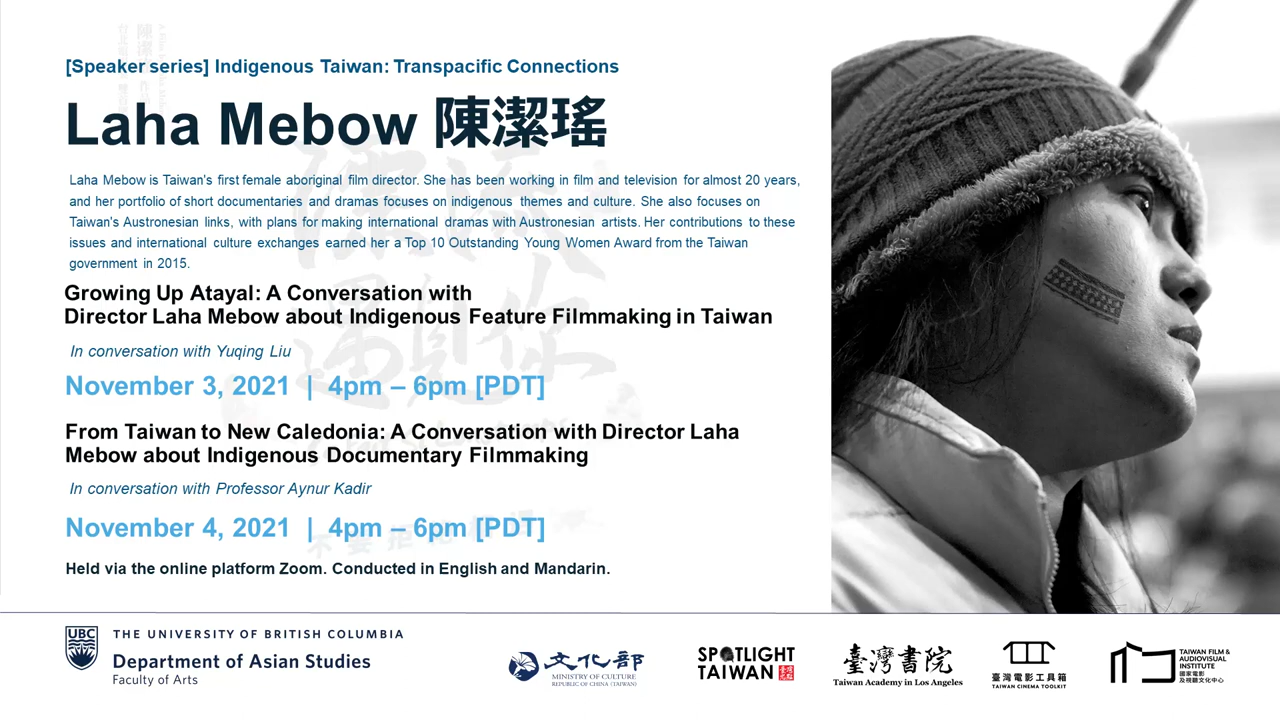 [Speaker series] Indigenous Taiwan: Transpacific Connections
Laha Mebow 陳潔瑤
Laha Mebow is Taiwan's first female aboriginal film director. She has been working in film and television for almost 20 years,
and her portfolio of short documentaries and dramas focuses on indigenous themes and culture. She also focuses on
Taiwan's Austronesian links, with plans for making international dramas with Austronesian artists. Her contributions to these
issues and international culture exchanges earned her a Top 10 Outstanding Young Women Award from the Taiwan
government in 2015.
Growing Up Atayal: A Conversation with
Director Laha Mebow about Indigenous Feature Filmmaking in Taiwan
In conversation with Yuqing Liu
November 3, 2021 | 4pm – 6pm [PDT]
From Taiwan to New Caledonia: A Conversation with Director Laha
Mebow about Indigenous Documentary Filmmaking
In conversation with Professor Aynur Kadir
November 4, 2021 | 4pm – 6pm [PDT]
Held via the online platform Zoom. Conducted in English and Mandarin.
UBC
THE UNIVERSITY OF BRITISH COLUMBIA
Department of Asian Studies
Faculty of Arts
文化部
MINISTRY OF CULTURE
REPUBLIC OF CHINA (TAIWAN)
SPOTLIGHT
TAIWAN
臺灣書院
Taiwan Academy in Los Angeles
臺灣電影工具箱
TAIWAN CINEMA TOOLKIT
TAIWAN FILM &
AUDIOVISUAL
INSTITUTE
國家電影
及視聽文化中心